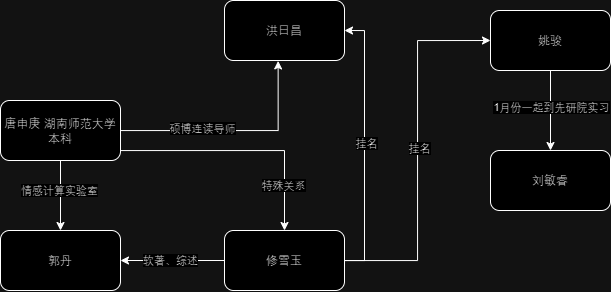 洪日昌
姚骏
唐申庚 湖南师范大学
本科
硕博连读导师
1月份一起到先研院实习
挂名
挂名
情感计算实验室
特殊关系
刘敏睿
郭丹
软著、综述
修雪玉